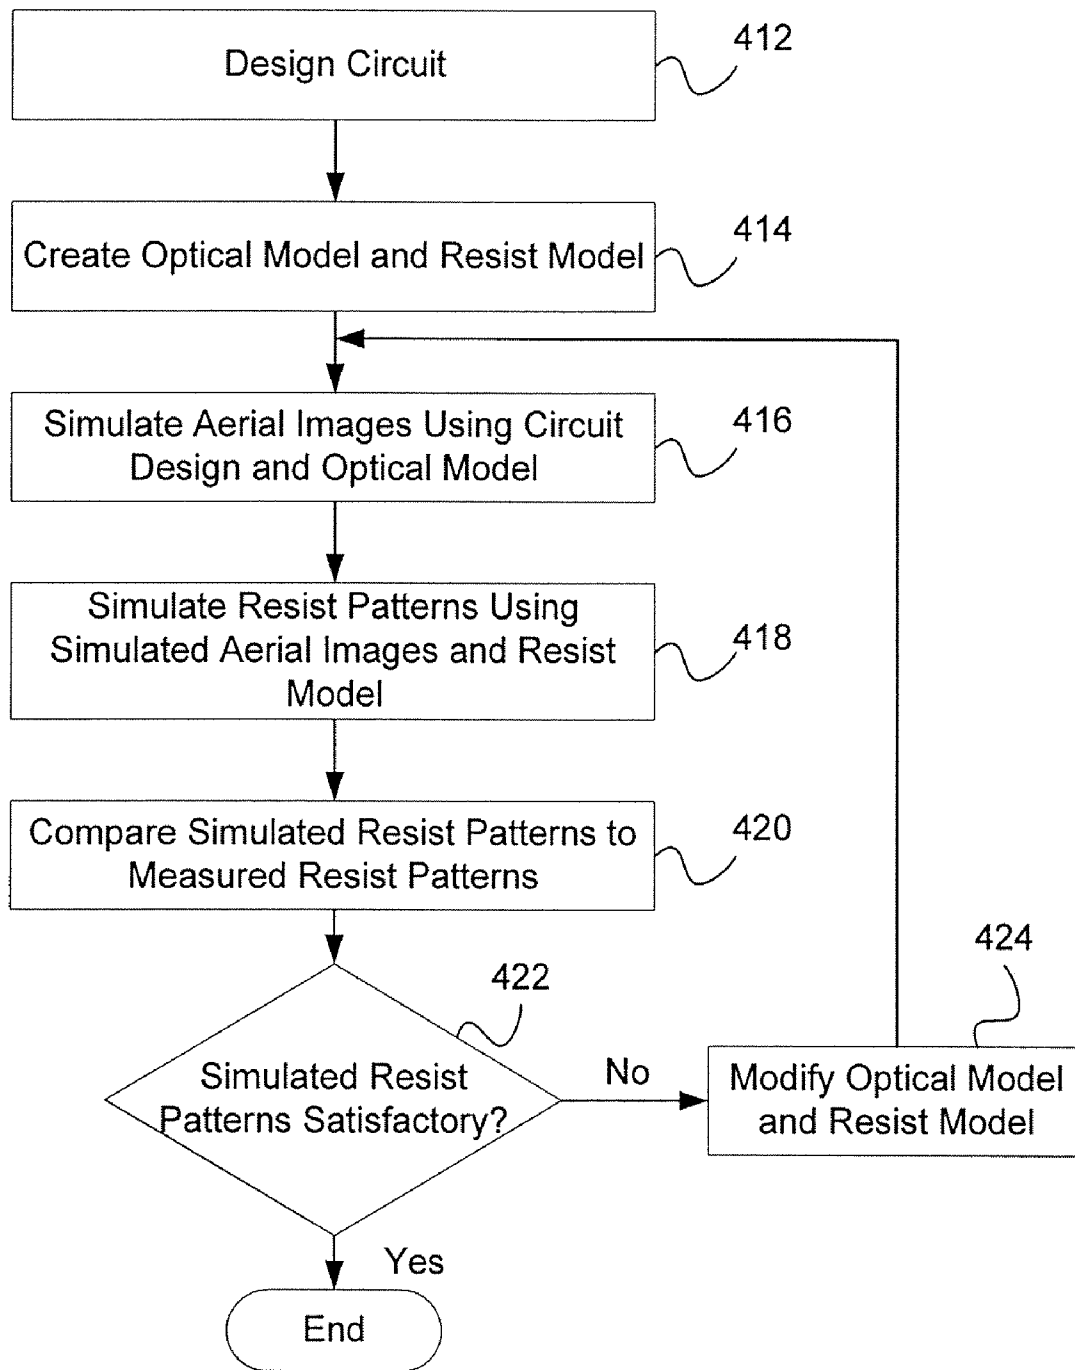 Design Circuit
412
Create Optical Model and Resist Model
414
Simulate Aerial Images Using Circuit
Design and Optical Model
416
Simulate Resist Patterns Using
Simulated Aerial Images and Resist
Model
418
Compare Simulated Resist Patterns to
Measured Resist Patterns
420
422
Simulated Resist
Patterns Satisfactory?
No
424
Modify Optical Model
and Resist Model
Yes
End